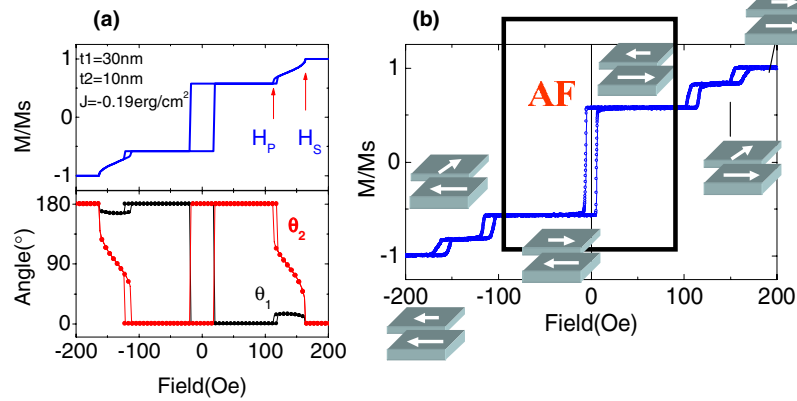 (a)
t1=30nm
t2=10nm
J=-0.19erg/cm²
H_P
H_S
M/Ms
1
0
-1
θ₂
θ₁
Angle(°)
180
90
0
-200 -100 0 100 200
Field(Oe)
(b)
AF
M/Ms
1
0
-1
-200 -100 0 100 200
Field(Oe)